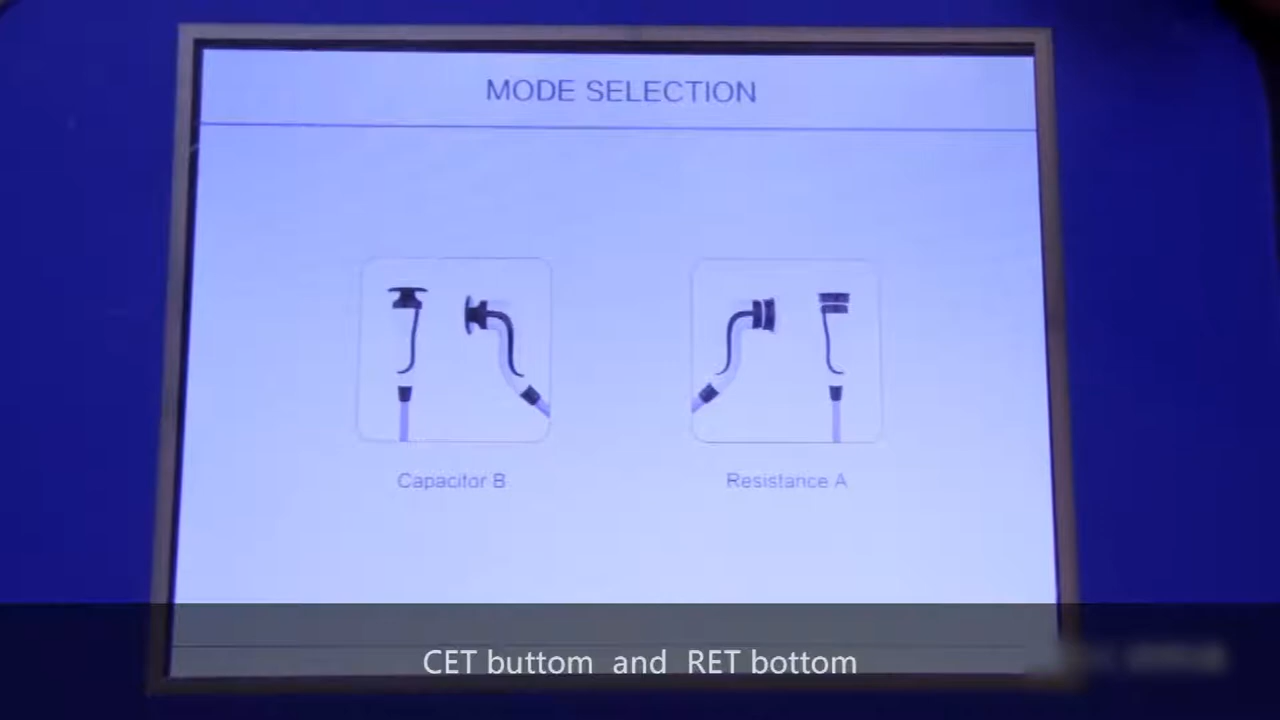 MODE SELECTION
Capacitor B
Resistance A
CET buttom and RET bottom